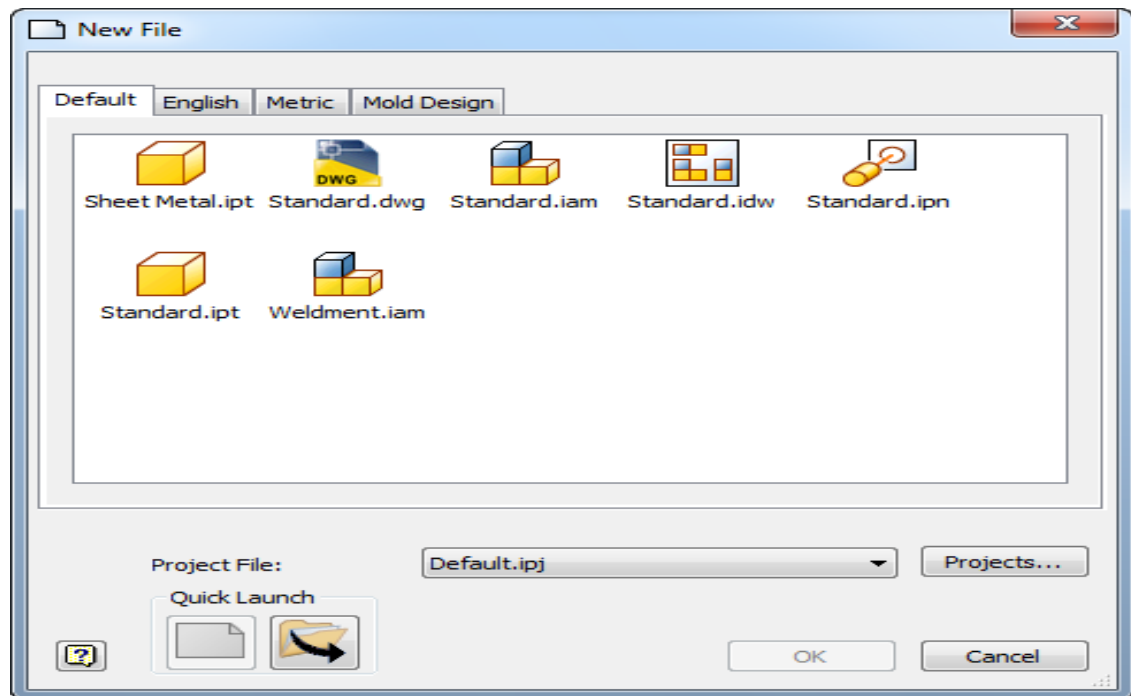 New File
Default English Metric Mold Design
DWG
Sheet Metal.ipt Standard.dwg Standard.iam Standard.idw Standard.ipn
Standard.ipt Weldment.iam
Project File: Default.ipj Projects...
Quick Launch
OK Cancel